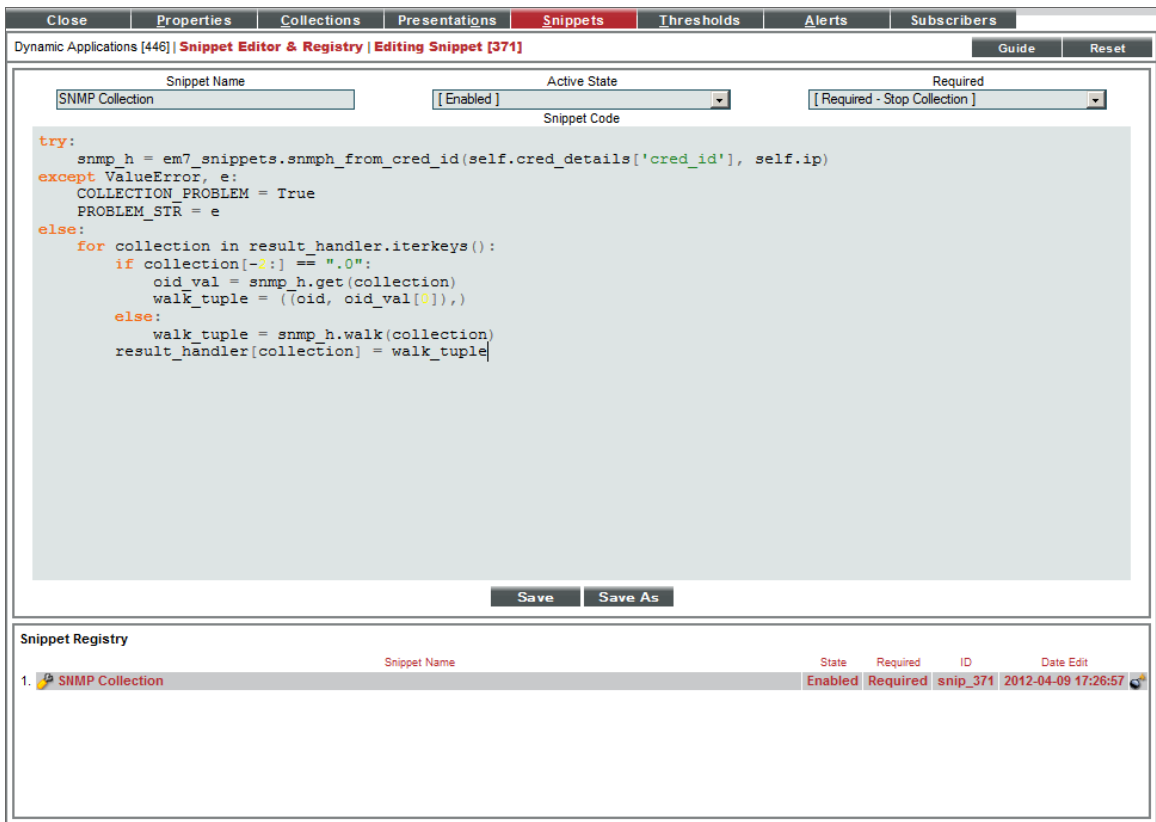 Close Properties Collections Presentations Snippets Thresholds Alerts Subscribers
Dynamic Applications [446] | Snippet Editor & Registry | Editing Snippet [371] Guide Reset
Snippet Name Active State Required
SNMP Collection [ Enabled ] [ Required - Stop Collection ]
Snippet Code
try:
    snmp_h = em7_snippets.snmph_from_cred_id(self.cred_details['cred_id'], self.ip)
except ValueError, e:
    COLLECTION_PROBLEM = True
    PROBLEM_STR = e
else:
    for collection in result_handler.iterkeys():
        if collection[-2:] == ".0":
            oid_val = snmp_h.get(collection)
            walk_tuple = ((oid, oid_val[0]),)
        else:
            walk_tuple = snmp_h.walk(collection)
        result_handler[collection] = walk_tuple
Save Save As
Snippet Registry
Snippet Name State Required ID Date Edit
1. SNMP Collection Enabled Required snip_371 2012-04-09 17:26:57